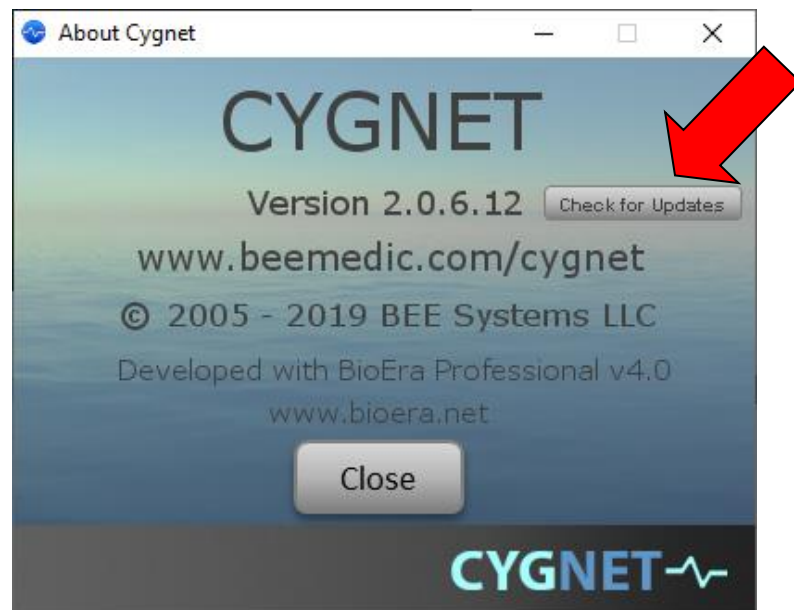 About Cygnet
CYGNET
Version 2.0.6.12 Check for Updates
www.beemedic.com/cygnet
© 2005 - 2019 BEE Systems LLC
Developed with BioEra Professional v4.0
www.bioera.net
Close
CYGNET